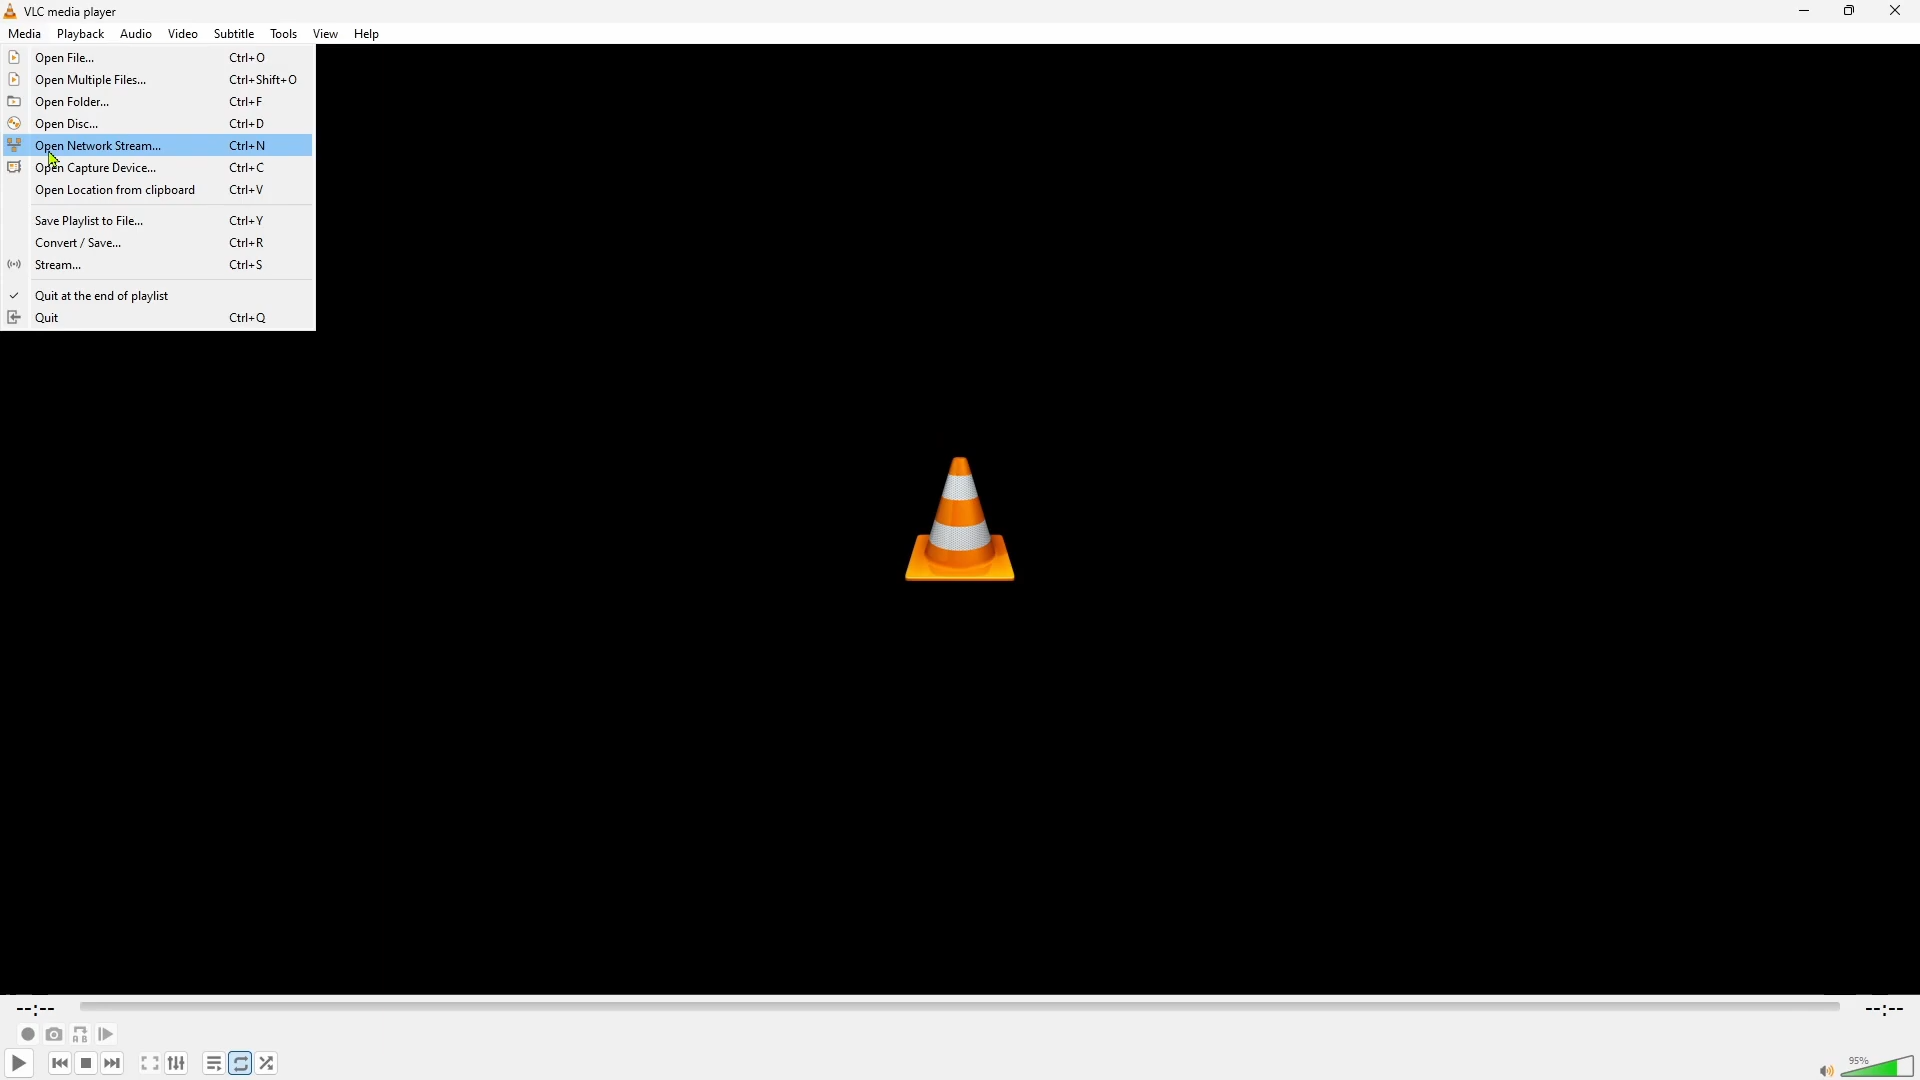 VLC media player
Media Playback Audio Video Subtitle Tools View Help
Open File... Ctrl+O
Open Multiple Files... Ctrl+Shift+O
Open Folder... Ctrl+F
Open Disc... Ctrl+D
Open Network Stream... Ctrl+N
Open Capture Device... Ctrl+C
Open Location from clipboard Ctrl+V
Save Playlist to File... Ctrl+Y
Convert / Save... Ctrl+R
Stream... Ctrl+S
Quit at the end of playlist
Quit Ctrl+Q
--:-- --:--
A B
95%